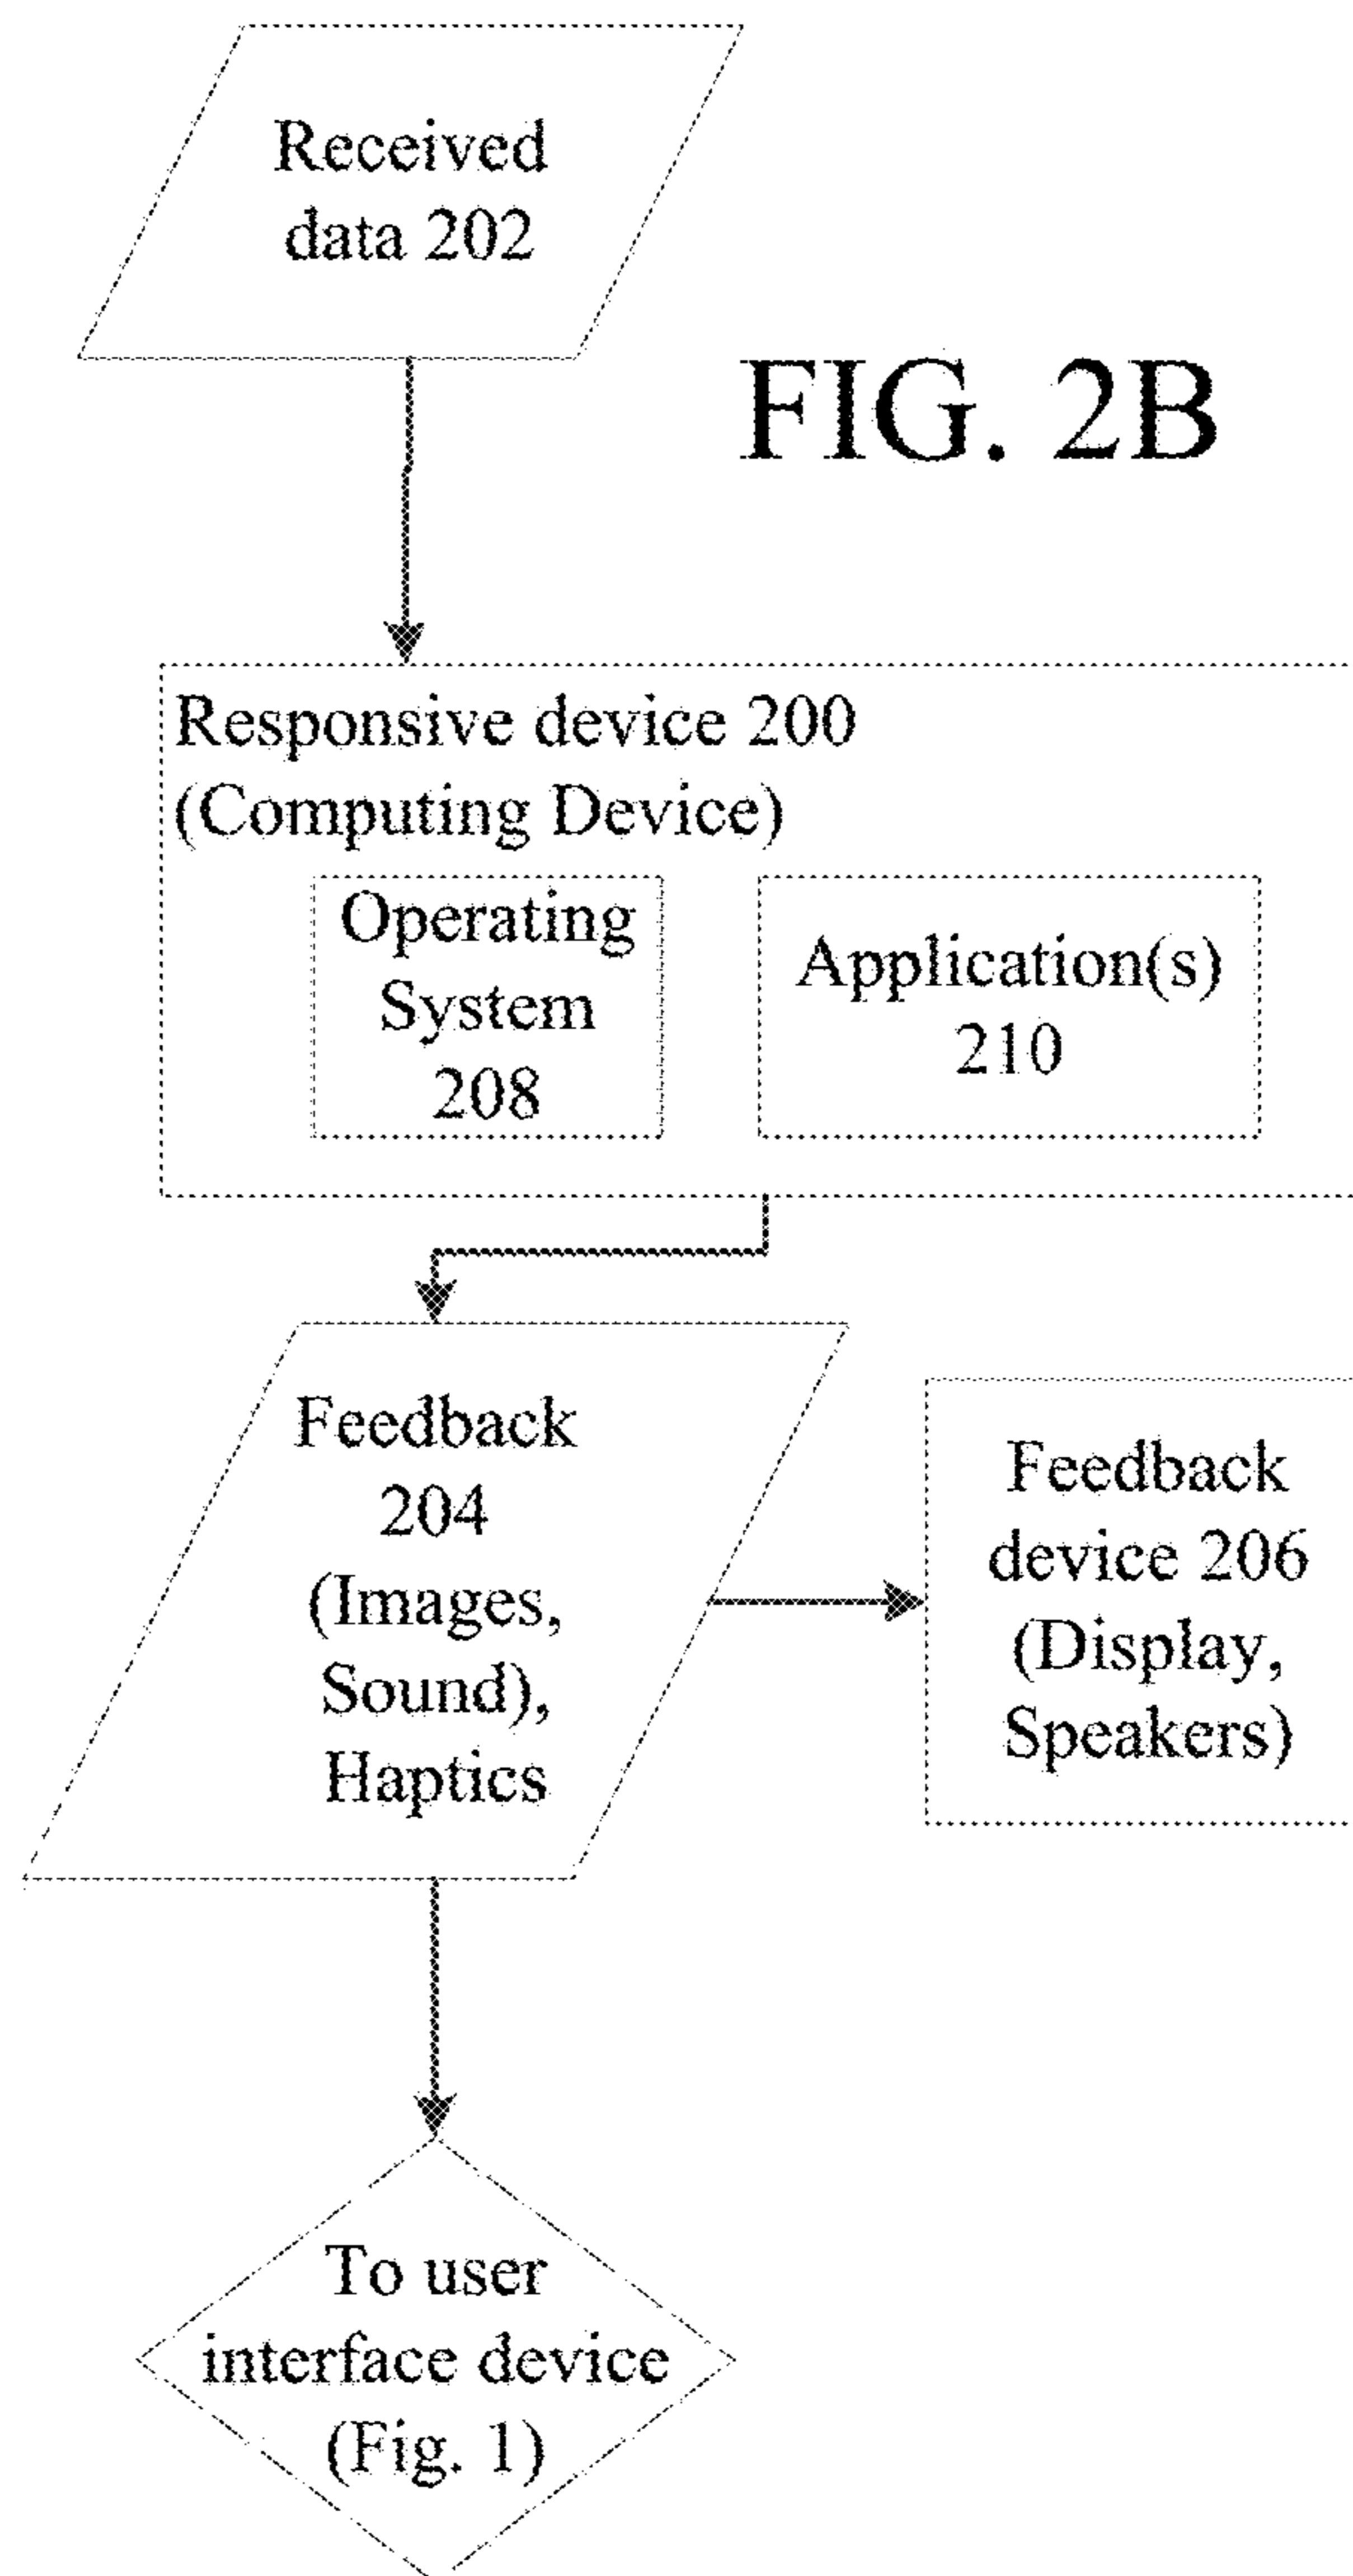 Received
data 202
FIG. 2B
Responsive device 200
(Computing Device)
Operating
System
208
Application(s)
210
Feedback
204
(Images,
Sound),
Haptics
Feedback
device 206
(Display,
Speakers)
To user
interface device
(Fig. 1)